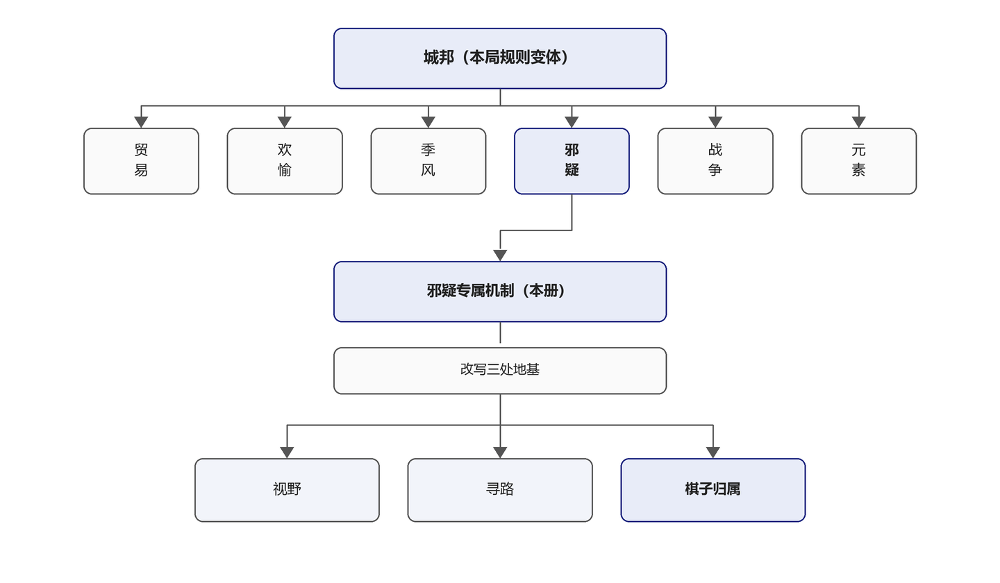 城邦（本局规则变体）
贸
易
欢
愉
季
风
邪
疑
战
争
元
素
邪疑专属机制（本册）
改写三处地基
视野
寻路
棋子归属